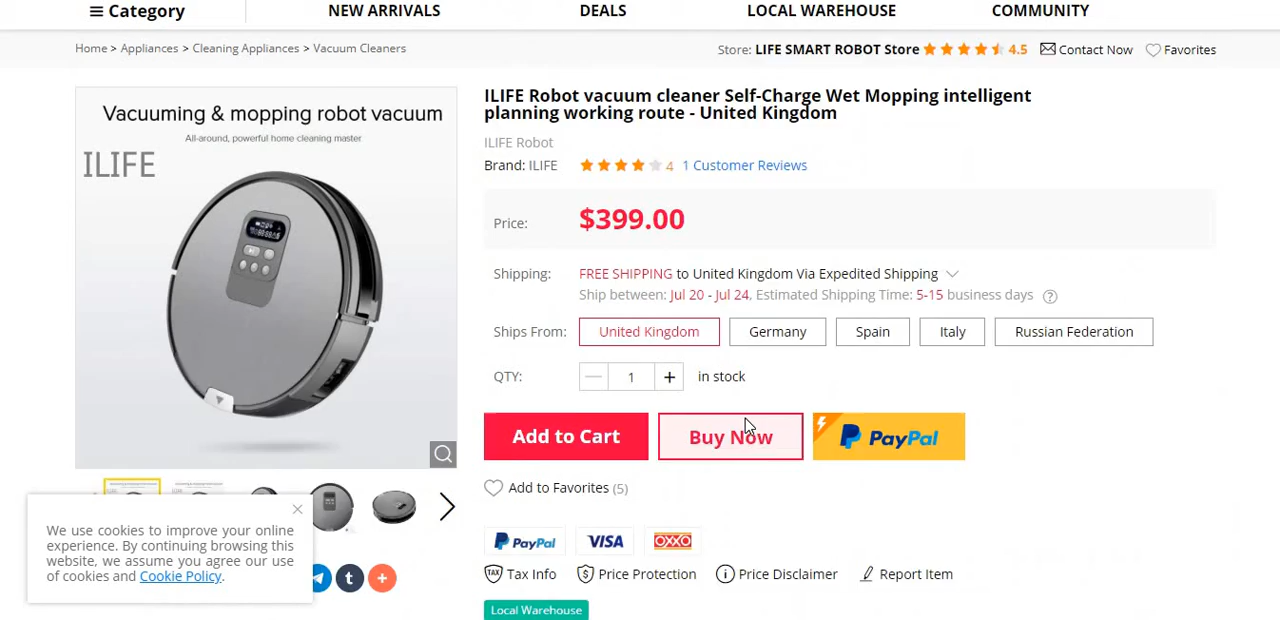 ≡ Category
NEW ARRIVALS
DEALS
LOCAL WAREHOUSE
COMMUNITY
Home > Appliances > Cleaning Appliances > Vacuum Cleaners
Store: LIFE SMART ROBOT Store 4.5 Contact Now Favorites
Vacuuming & mopping robot vacuum
All-around, powerful home cleaning master
ILIFE
ILIFE Robot vacuum cleaner Self-Charge Wet Mopping intelligent
planning working route - United Kingdom
ILIFE Robot
Brand: ILIFE 4 1 Customer Reviews
Price: $399.00
Shipping: FREE SHIPPING to United Kingdom Via Expedited Shipping
Ship between: Jul 20 - Jul 24, Estimated Shipping Time: 5-15 business days ?
Ships From: United Kingdom Germany Spain Italy Russian Federation
QTY: — 1 + in stock
Add to Cart
Buy Now
PayPal
Add to Favorites (5)
PayPal VISA OXXO
TAX Tax Info $ Price Protection Price Disclaimer Report Item
Local Warehouse
We use cookies to improve your online
experience. By continuing browsing this
website, we assume you agree our use
of cookies and Cookie Policy.
t +